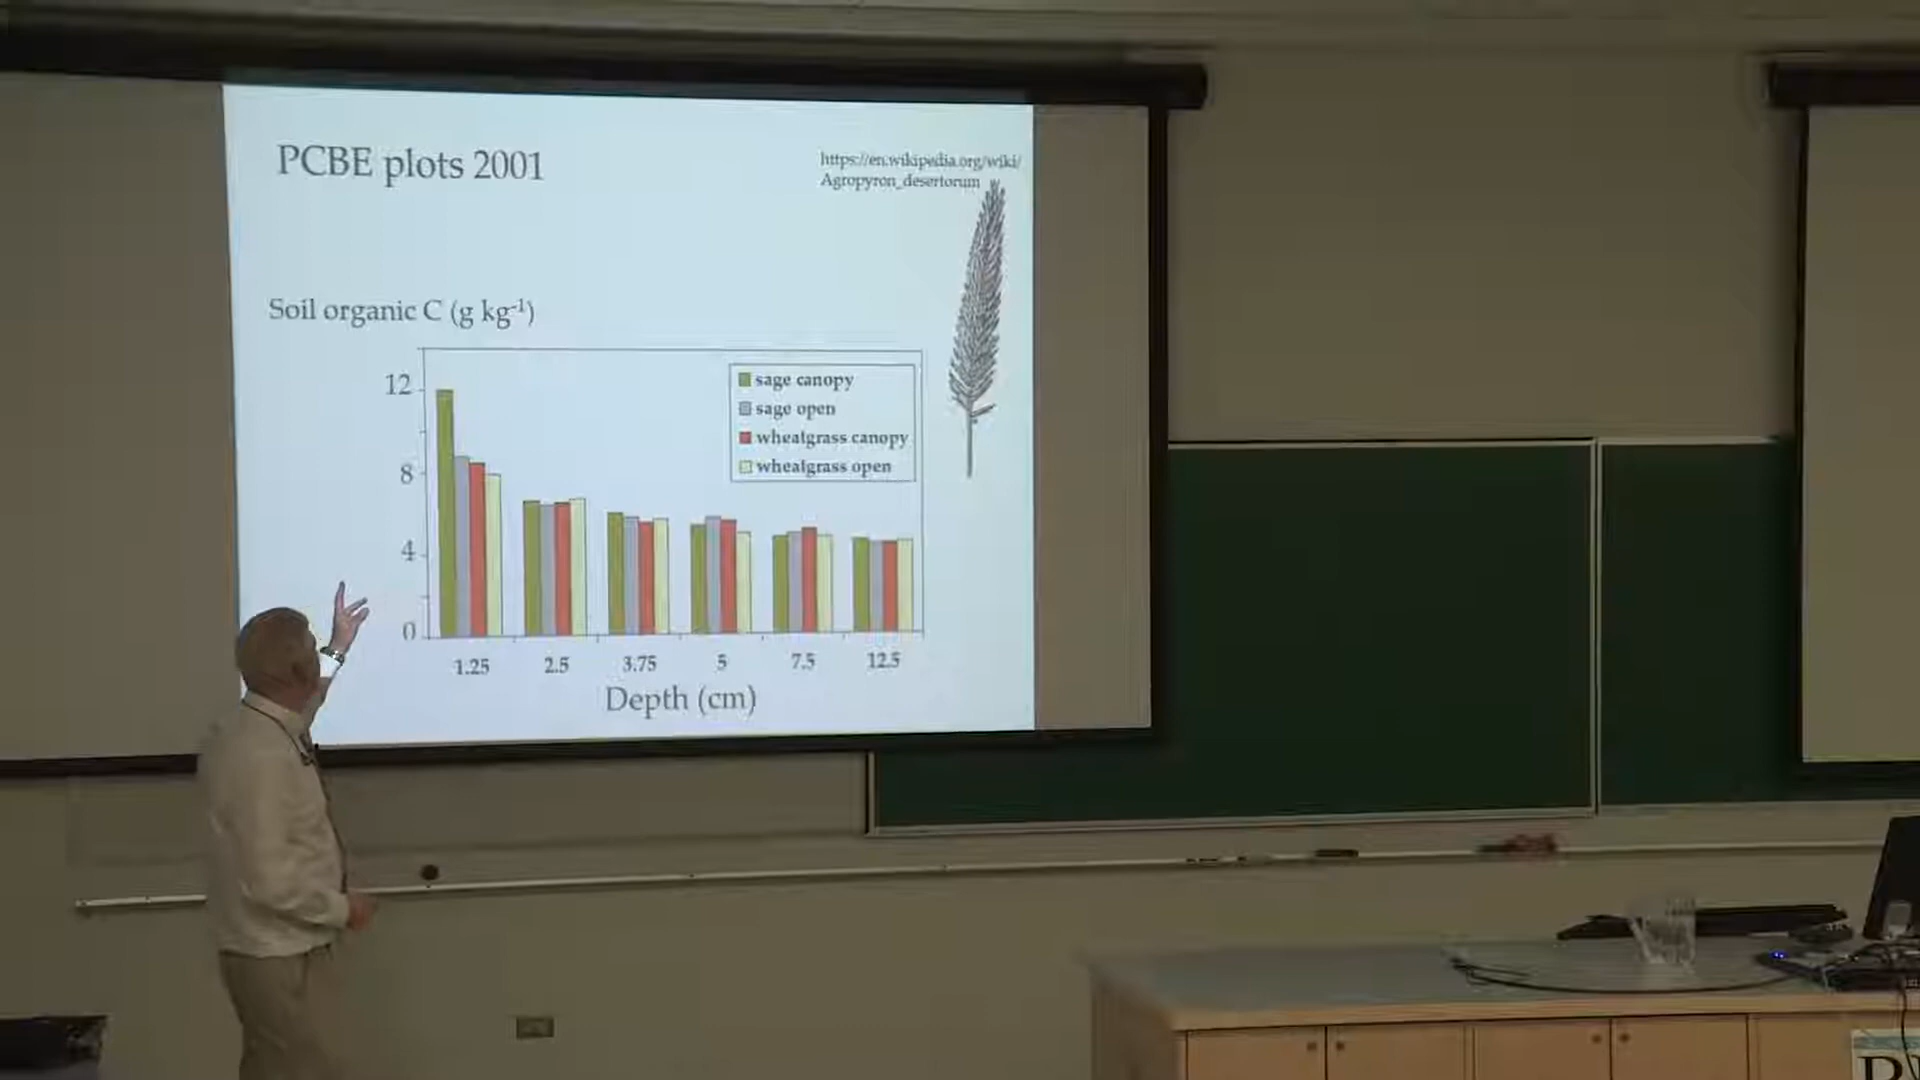 PCBE plots 2001
https://en.wikipedia.org/wiki/
Agropyron_desertorum
Soil organic C (g kg⁻¹)
12
8
4
0
sage canopy
sage open
wheatgrass canopy
wheatgrass open
1.25 2.5 3.75 5 7.5 12.5
Depth (cm)